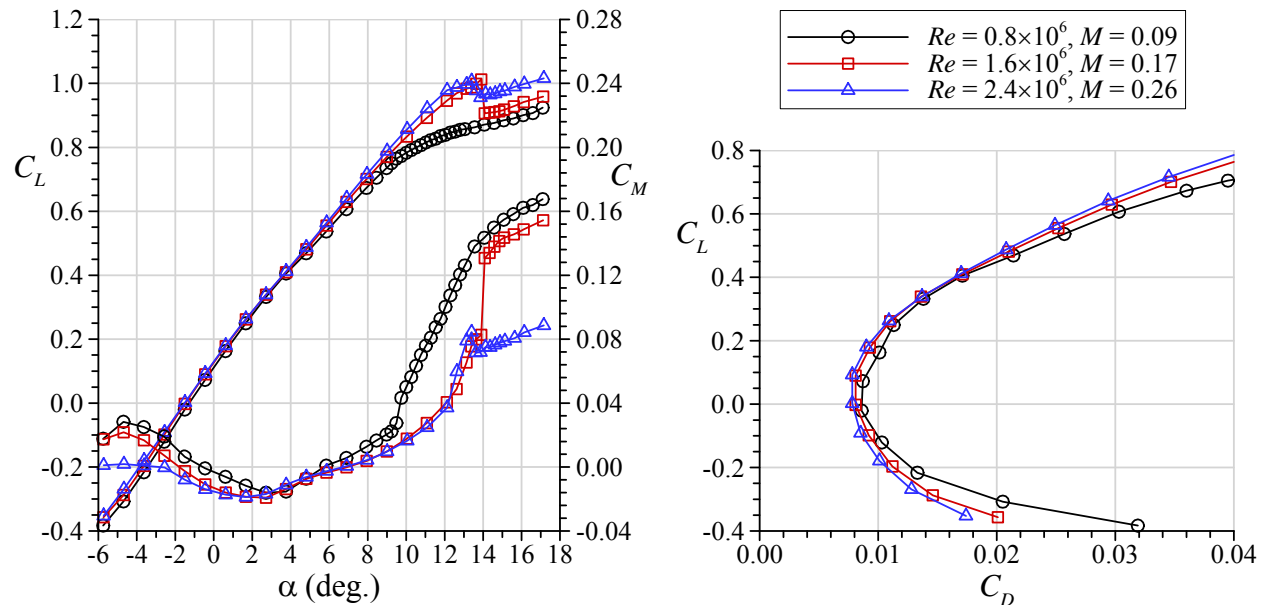 1.2
1.0
0.8
0.6
0.4
0.2
0.0
-0.2
-0.4
C_L
0.28
0.24
0.20
0.16
0.12
0.08
0.04
0.00
-0.04
C_M
-6 -4 -2 0 2 4 6 8 10 12 14 16 18
α (deg.)
Re = 0.8×10⁶, M = 0.09
Re = 1.6×10⁶, M = 0.17
Re = 2.4×10⁶, M = 0.26
0.8
0.6
0.4
0.2
0.0
-0.2
-0.4
C_L
0.00 0.01 0.02 0.03 0.04
C_D